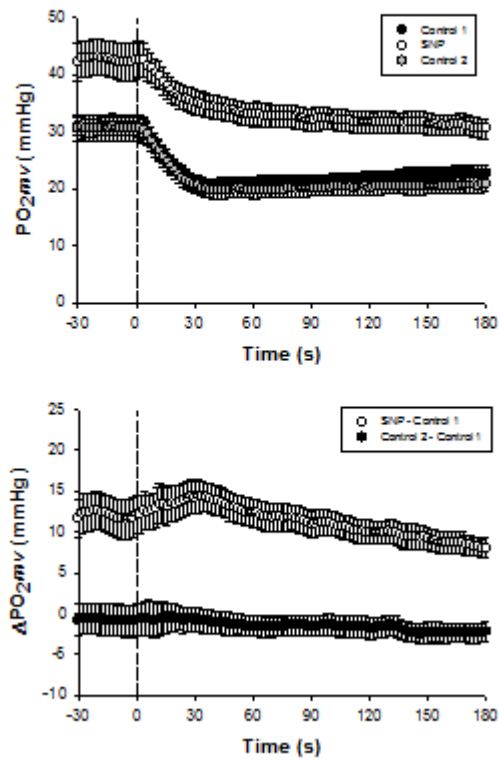 50
40
30
20
10
0
PO2mv (mmHg)
Control 1
SNP
Control 2
-30 0 30 60 90 120 150 180
Time (s)
25
20
15
10
5
0
-5
-10
ΔPO2mv (mmHg)
SNP - Control 1
Control 2 - Control 1
-30 0 30 60 90 120 150 180
Time (s)